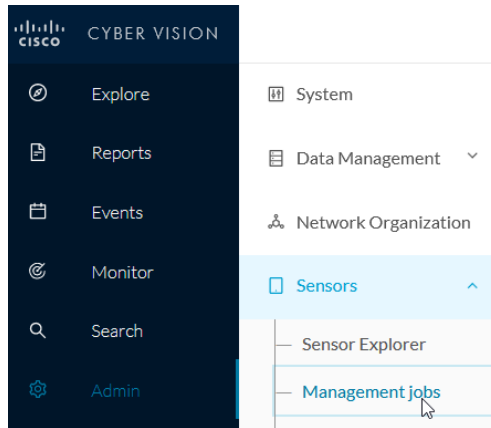 cisco CYBER VISION
Explore
Reports
Events
Monitor
Search
Admin
System
Data Management
Network Organization
Sensors
Sensor Explorer
Management jobs